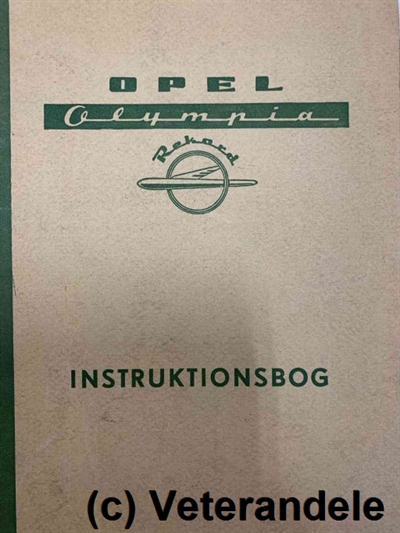 OPEL
Olympia
Rekord
INSTRUKTIONSBOG
(c) Veterandele